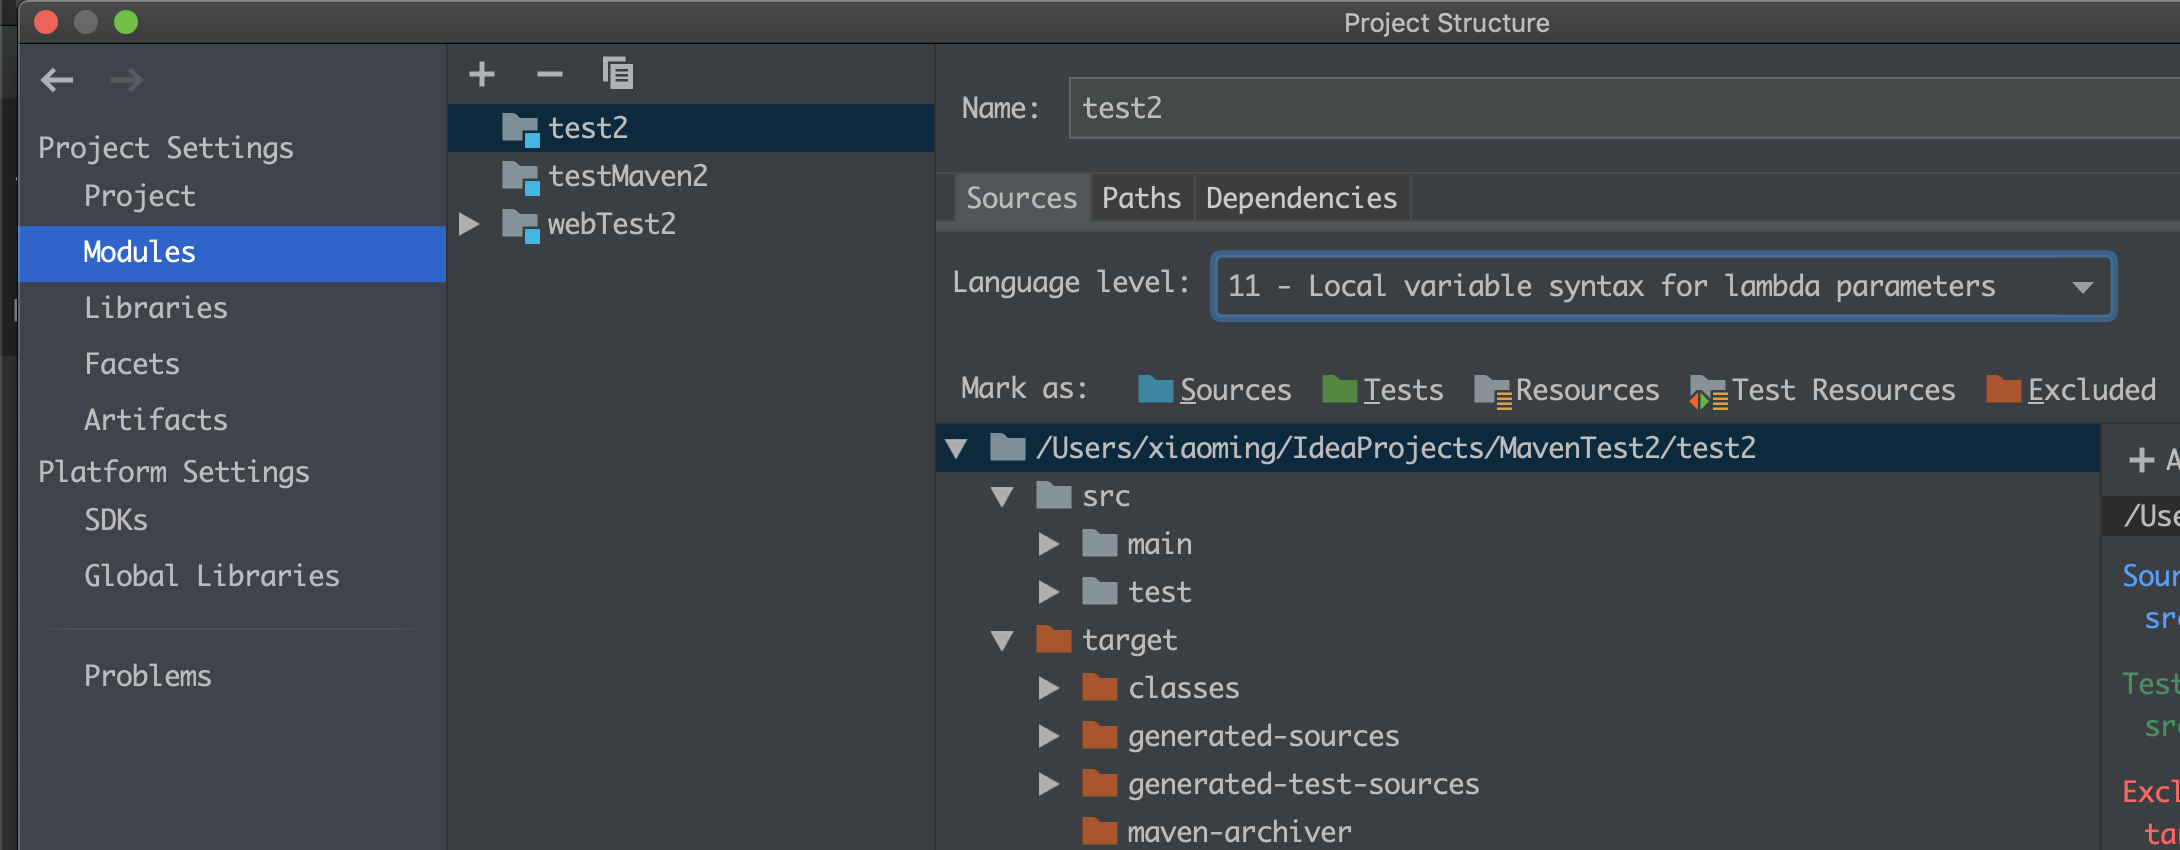 Project Structure
Project Settings
Project
Modules
Libraries
Facets
Artifacts
Platform Settings
SDKs
Global Libraries
Problems
test2
testMaven2
webTest2
Name: test2
Sources Paths Dependencies
Language level: 11 - Local variable syntax for lambda parameters
Mark as: Sources Tests Resources Test Resources Excluded
/Users/xiaoming/IdeaProjects/MavenTest2/test2
src
main
test
target
classes
generated-sources
generated-test-sources
maven-archiver
/Use
Sour
src
Test
src
Excl
tar